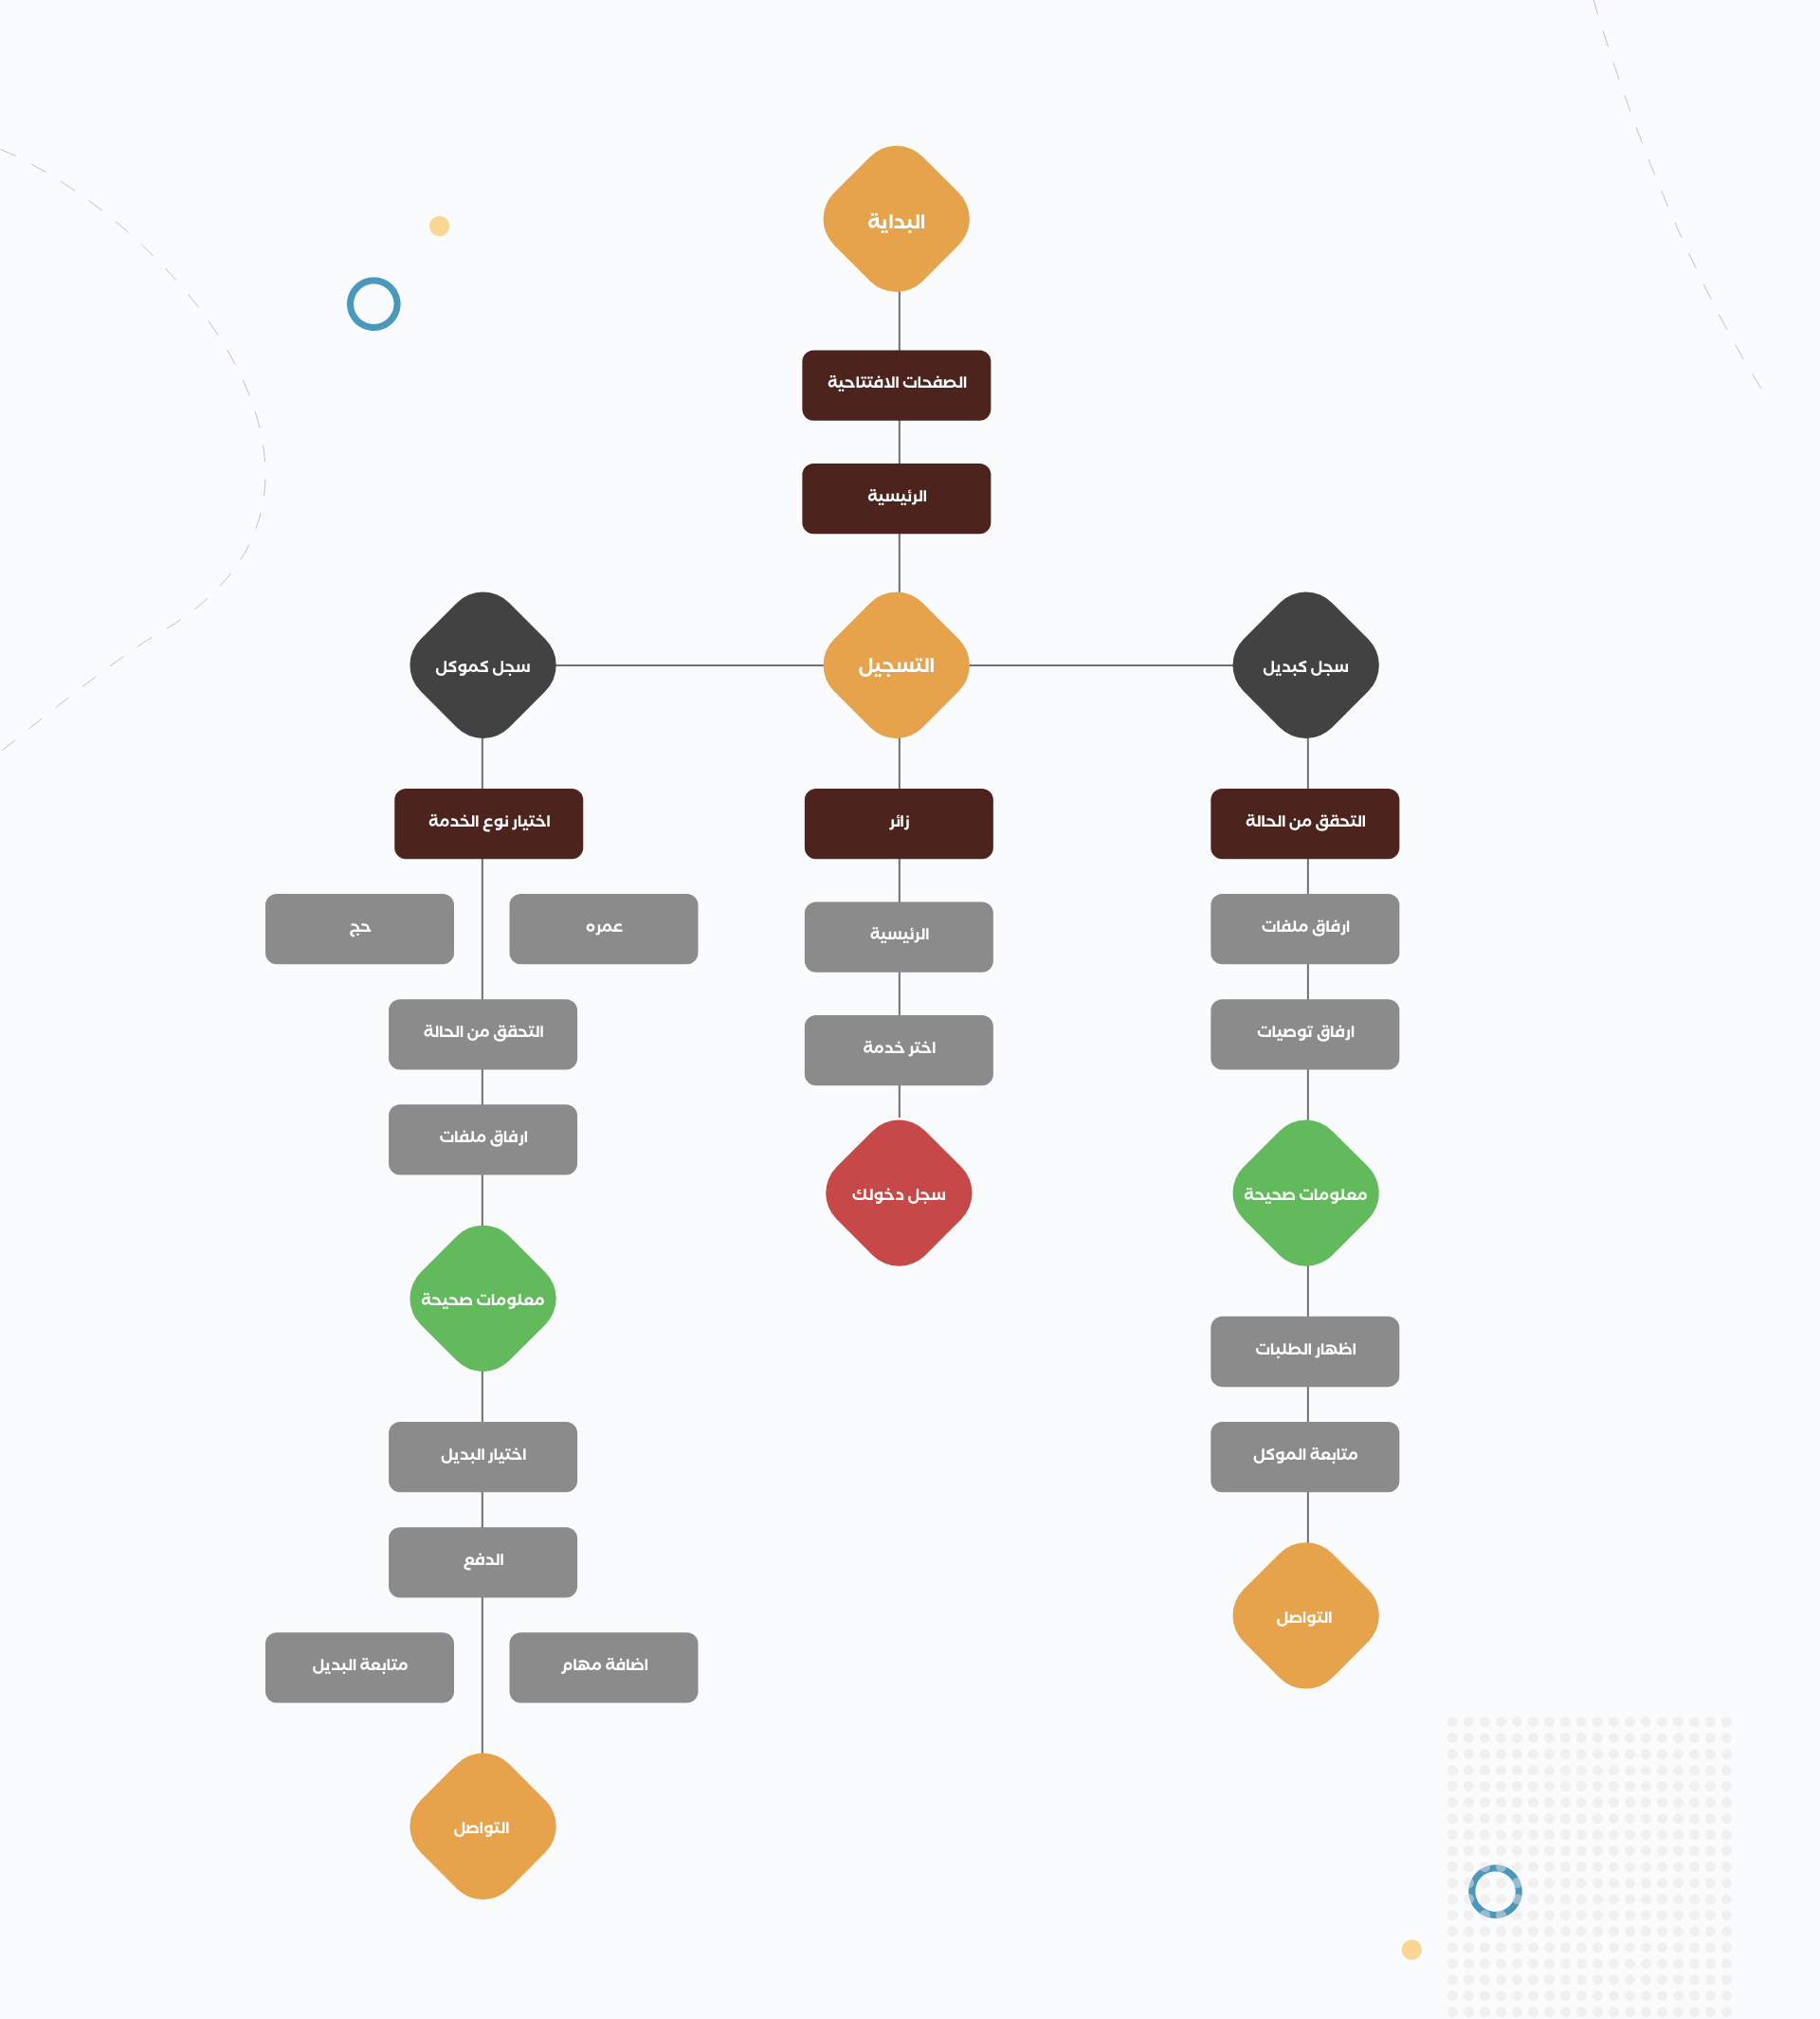 البداية
الصفحات الافتتاحية
الرئيسية
سجل كبديل
التسجيل
سجل كموكل
التحقق من الحالة
زائر
اختيار نوع الخدمة
ارفاق ملفات
الرئيسية
عمره
حج
ارفاق توصيات
اختر خدمة
التحقق من الحالة
ارفاق ملفات
معلومات صحيحة
سجل دخولك
معلومات صحيحة
اظهار الطلبات
متابعة الموكل
اختيار البديل
الدفع
التواصل
اضافة مهام
متابعة البديل
التواصل